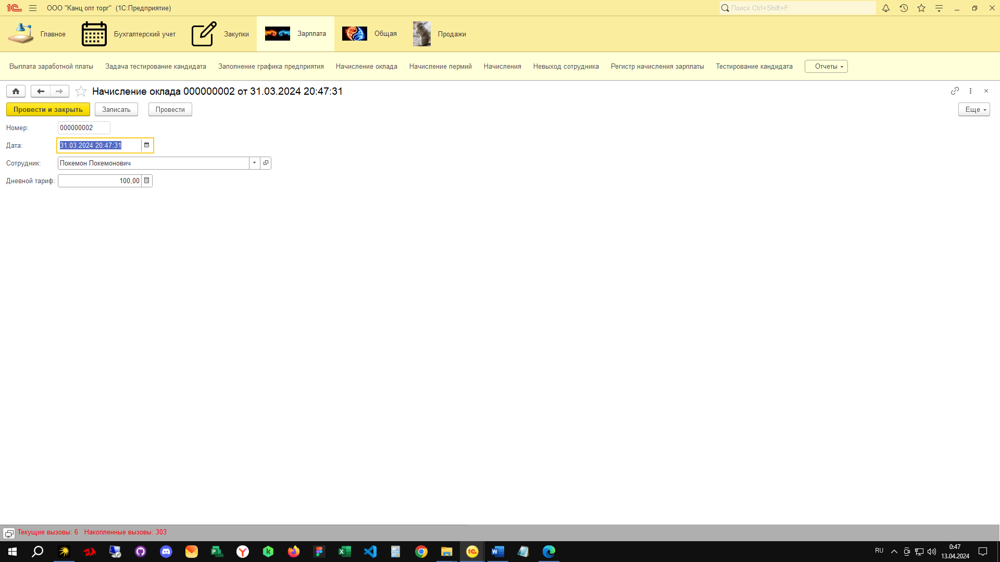 ООО "Канц опт торг" (1С:Предприятие)
Поиск Ctrl+Shift+F
Главное
Бухгалтерский учет
Закупки
Зарплата
Общая
Продажи
Выплата заработной платы
Задача тестирование кандидата
Заполнение графика предприятия
Начисление оклада
Начисление пермий
Начисления
Невыход сотрудника
Регистр начисления зарплаты
Тестирование кандидата
Отчеты
Начисление оклада 000000002 от 31.03.2024 20:47:31
Провести и закрыть
Записать
Провести
Еще
Номер: 000000002
Дата: 31.03.2024 20:47:31
Сотрудник: Покемон Покемонович
Дневной тариф: 100,00
Текущие вызовы: 6 Накопленные вызовы: 303
RU
0:47
13.04.2024